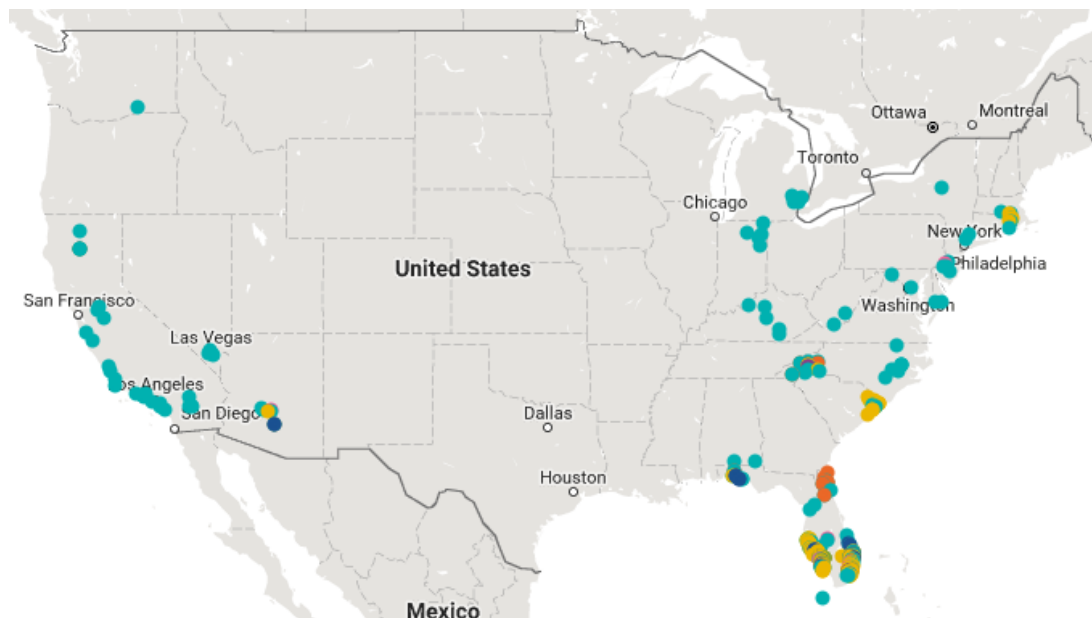 Ottawa
Montreal
Toronto
Chicago
New York
United States
Philadelphia
San Francisco
Washington
Las Vegas
Los Angeles
San Diego
Dallas
Houston
Mexico